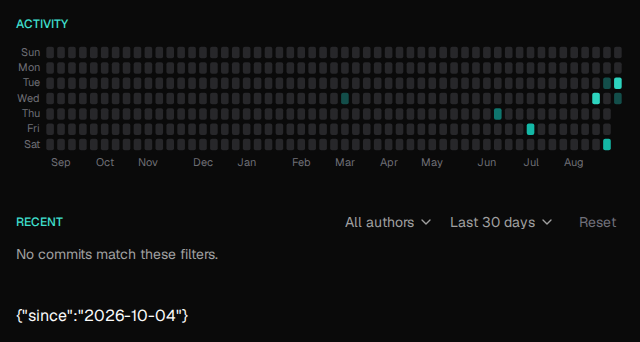 ACTIVITY
Sun
Mon
Tue
Wed
Thu
Fri
Sat
Sep Oct Nov Dec Jan Feb Mar Apr May Jun Jul Aug
RECENT All authors Last 30 days Reset
No commits match these filters.
{"since":"2026-10-04"}